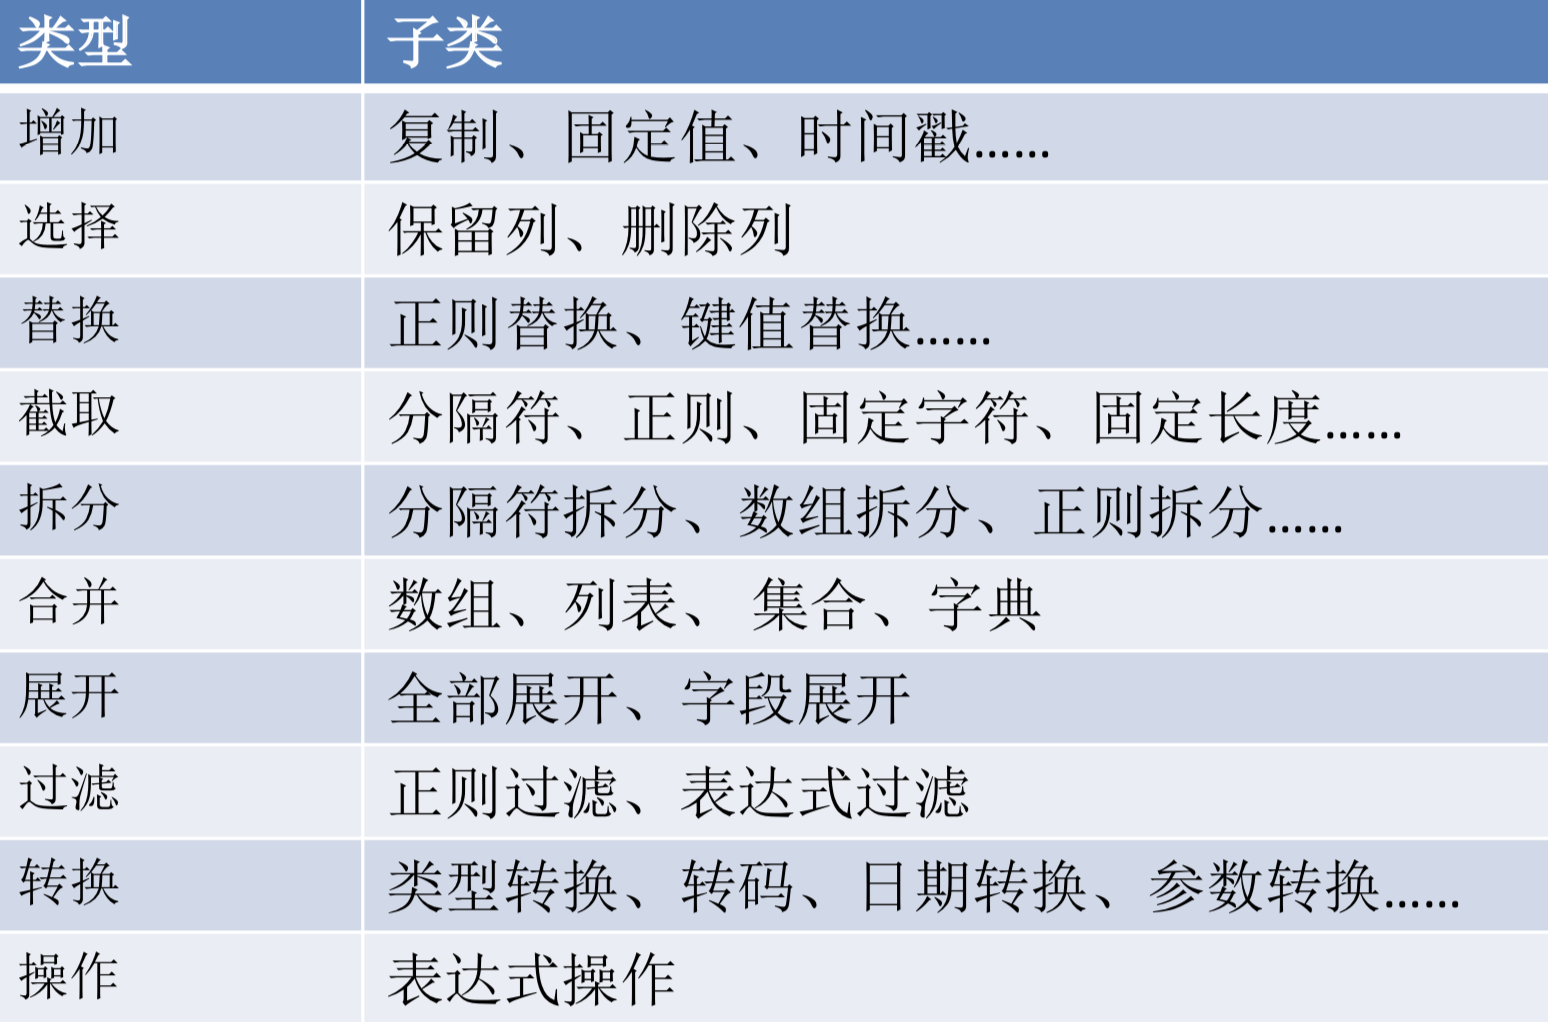 类型 子类
增加 复制、固定值、时间戳……
选择 保留列、删除列
替换 正则替换、键值替换……
截取 分隔符、正则、固定字符、固定长度……
拆分 分隔符拆分、数组拆分、正则拆分……
合并 数组、列表、 集合、字典
展开 全部展开、字段展开
过滤 正则过滤、表达式过滤
转换 类型转换、转码、日期转换、参数转换……
操作 表达式操作